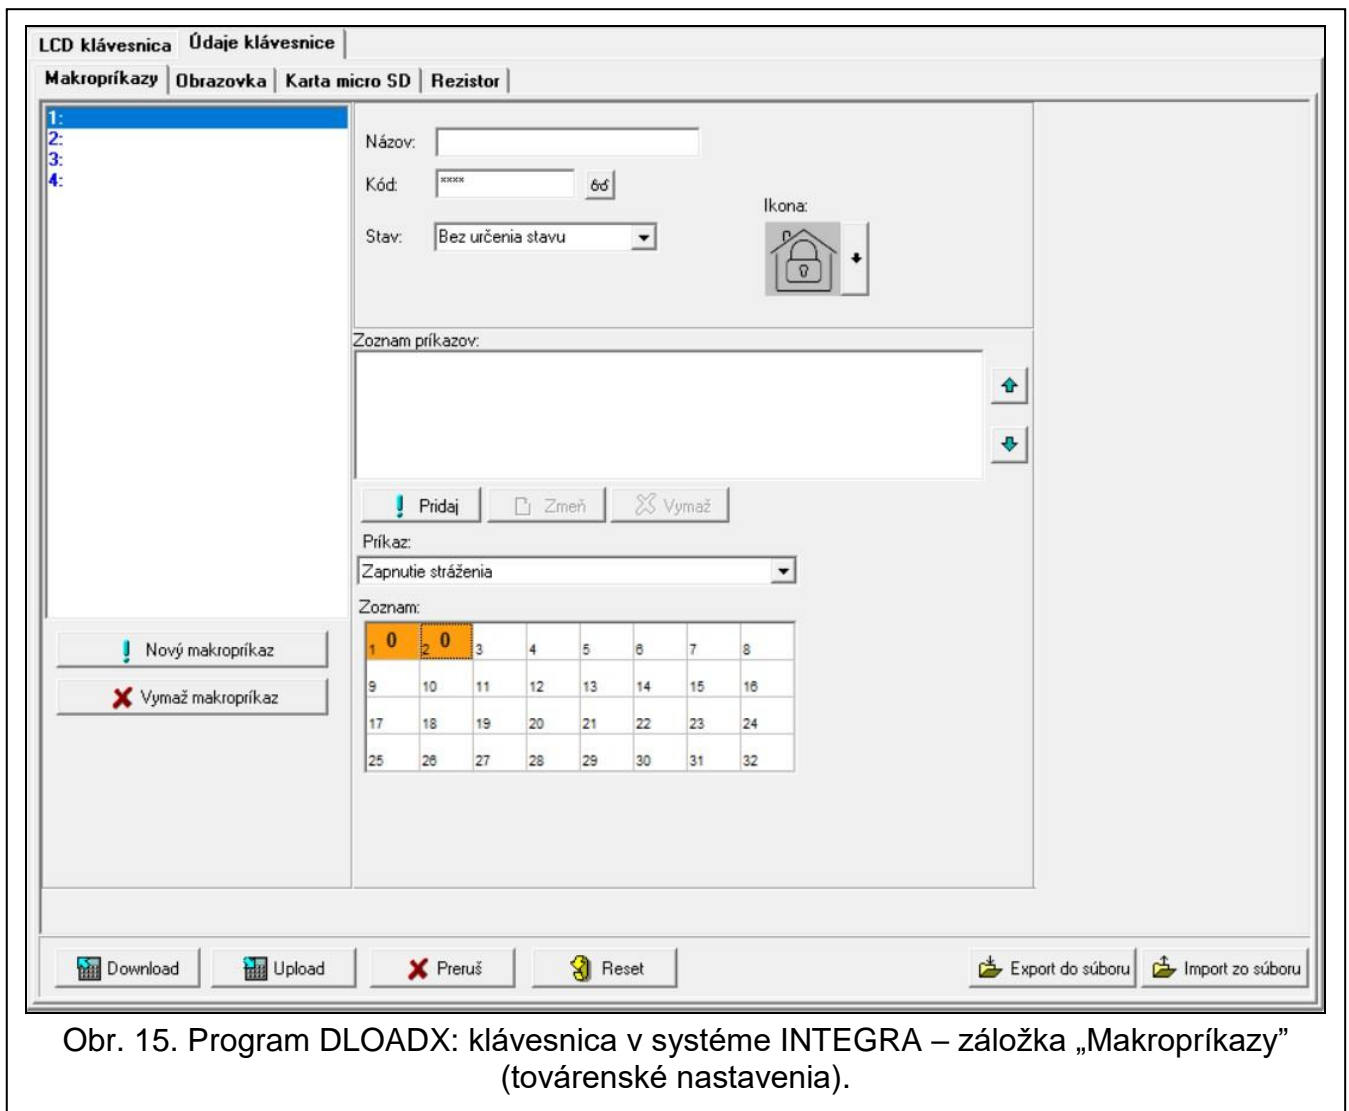 LCD klávesnica Údaje klávesnice
Makropríkazy Obrazovka Karta micro SD Rezistor
1:
2:
3:
4:
Názov:
Kód: ****
Stav: Bez určenia stavu
Ikona:
Zoznam príkazov:
Pridaj Zmeň Vymaž
Príkaz:
Zapnutie stráženia
Zoznam:
1 0 2 0 3 4 5 6 7 8
9 10 11 12 13 14 15 16
17 18 19 20 21 22 23 24
25 26 27 28 29 30 31 32
Nový makropríkaz
Vymaž makropríkaz
Download Upload Preruš Reset Export do súboru Import zo súboru
Obr. 15. Program DLOADX: klávesnica v systéme INTEGRA – záložka „Makropríkazy”
(továrenské nastavenia).